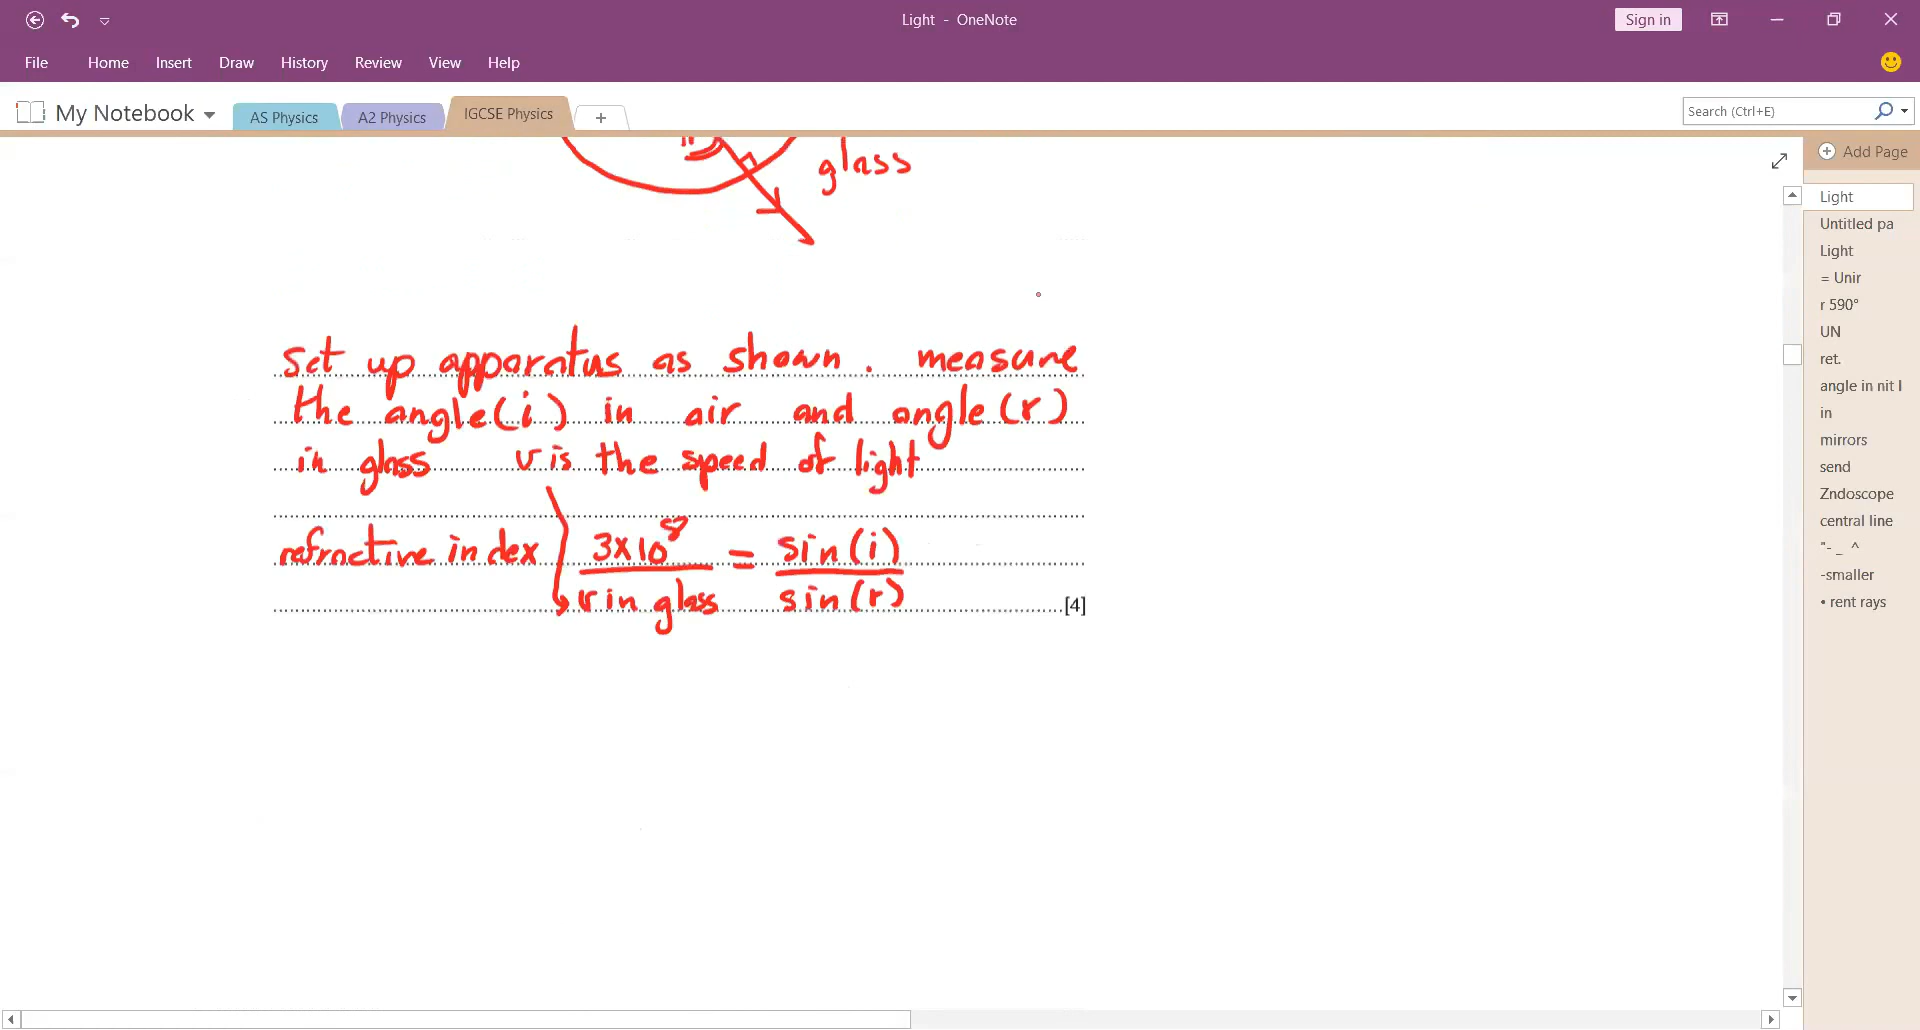 Light - OneNote
Sign in
File Home Insert Draw History Review View Help
My Notebook
AS Physics
A2 Physics
IGCSE Physics
+
Search (Ctrl+E)
Add Page
Light
Untitled pa
Light
= Unir
r 590°
UN
ret.
angle in nit l
in
mirrors
send
Zndoscope
central line
"- _ ^
-smaller
• rent rays
glass
set up apparatus as shown. measure
the angle(i) in air and angle(r)
in glass v is the speed of light
refractive index 3x10⁸ = sin(i)
v in glass sin(r)
[4]